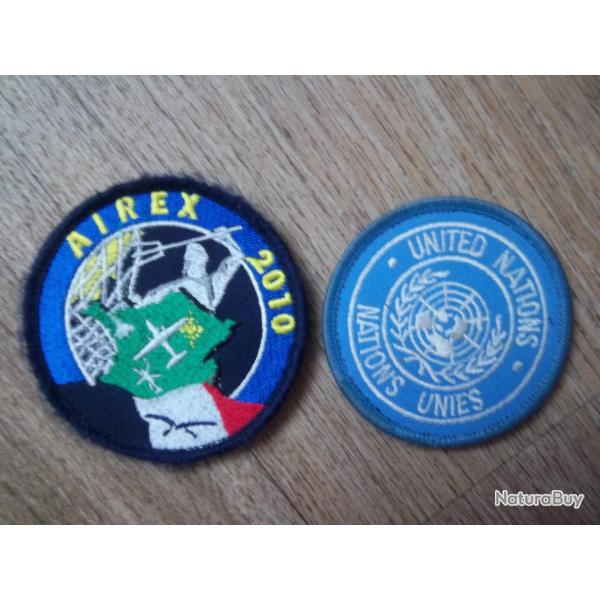 AIREX 2010
UNITED NATIONS
NATIONS UNIES
NaturaBuy